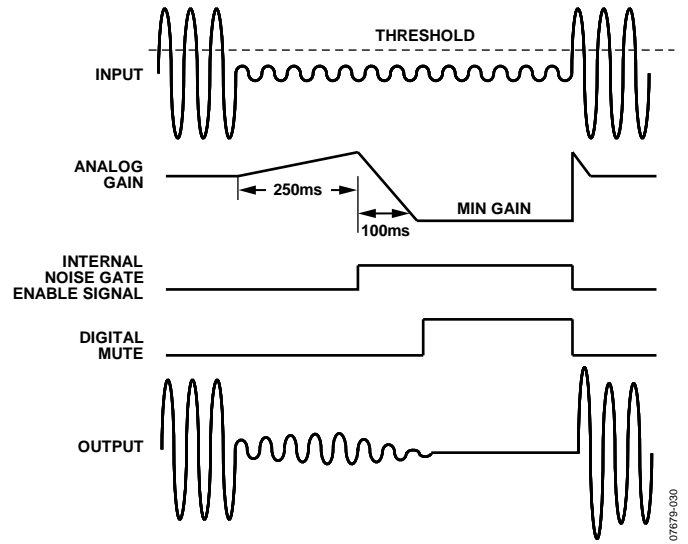 THRESHOLD
INPUT
ANALOG
GAIN
250ms
MIN GAIN
100ms
INTERNAL
NOISE GATE
ENABLE SIGNAL
DIGITAL
MUTE
OUTPUT
07679-030